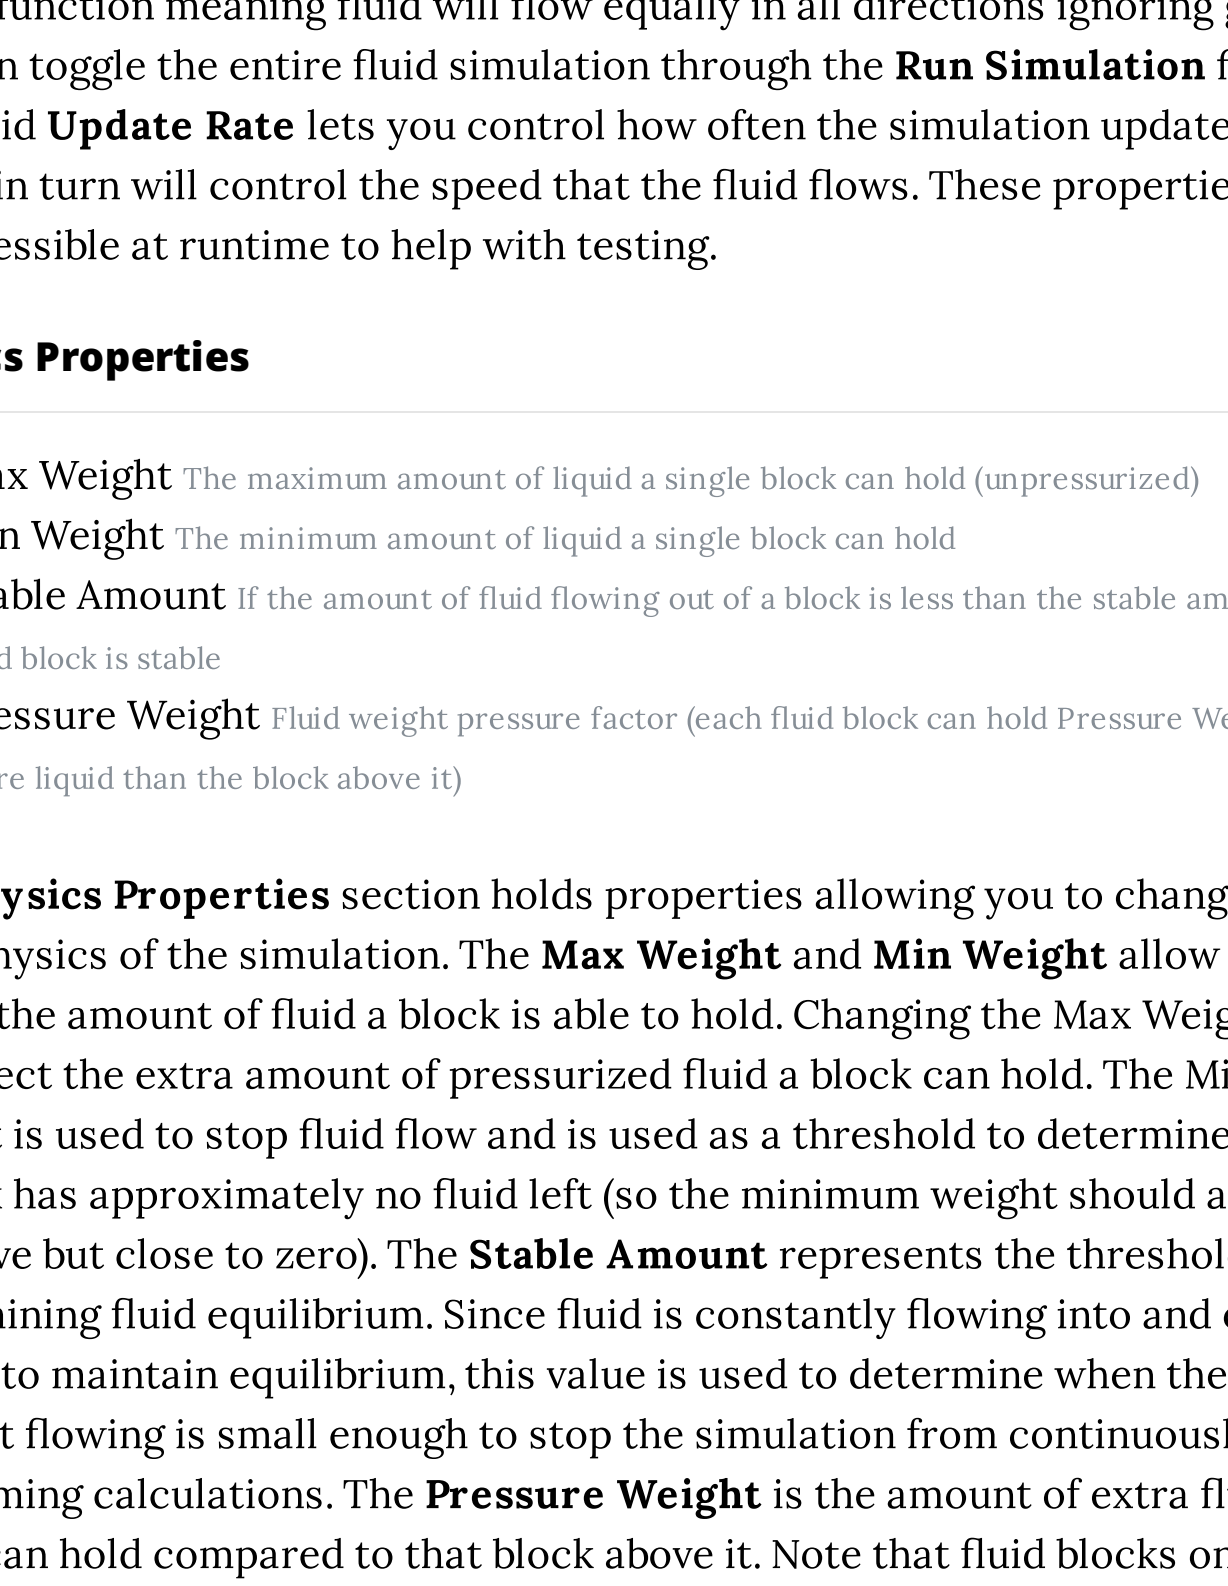 function meaning fluid will flow equally in all directions ignoring
n toggle the entire fluid simulation through the Run Simulation f
id Update Rate lets you control how often the simulation update
in turn will control the speed that the fluid flows. These propertie
essible at runtime to help with testing.
s Properties
ax Weight The maximum amount of liquid a single block can hold (unpressurized)
n Weight The minimum amount of liquid a single block can hold
able Amount If the amount of fluid flowing out of a block is less than the stable am
d block is stable
essure Weight Fluid weight pressure factor (each fluid block can hold Pressure We
re liquid than the block above it)
ysics Properties section holds properties allowing you to chang
hysics of the simulation. The Max Weight and Min Weight allow
the amount of fluid a block is able to hold. Changing the Max Weig
ect the extra amount of pressurized fluid a block can hold. The Mi
t is used to stop fluid flow and is used as a threshold to determine
k has approximately no fluid left (so the minimum weight should a
ve but close to zero). The Stable Amount represents the threshol
ining fluid equilibrium. Since fluid is constantly flowing into and
to maintain equilibrium, this value is used to determine when the
t flowing is small enough to stop the simulation from continuousl
ming calculations. The Pressure Weight is the amount of extra fl
can hold compared to that block above it. Note that fluid blocks on